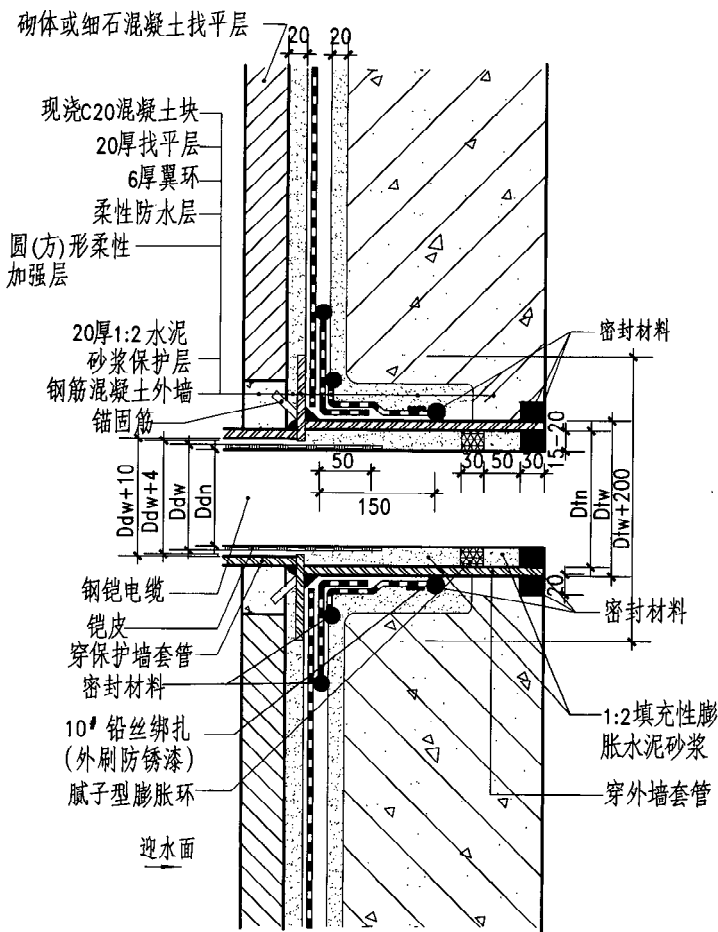 砌体或细石混凝土找平层
20
20
现浇C20混凝土块
20厚找平层
6厚翼环
柔性防水层
圆(方)形柔性
加强层
20厚1:2水泥
砂浆保护层
钢筋混凝土外墙
锚固筋
密封材料
50
150
30
50
30
15-20
Ddw+10
Ddw+4
Ddw
Ddn
Dtn
Dtw
Dtw+200
20
钢铠电缆
铠皮
穿保护墙套管
密封材料
密封材料
10# 铅丝绑扎
(外刷防锈漆)
腻子型膨胀环
1:2填充性膨
胀水泥砂浆
穿外墙套管
迎水面